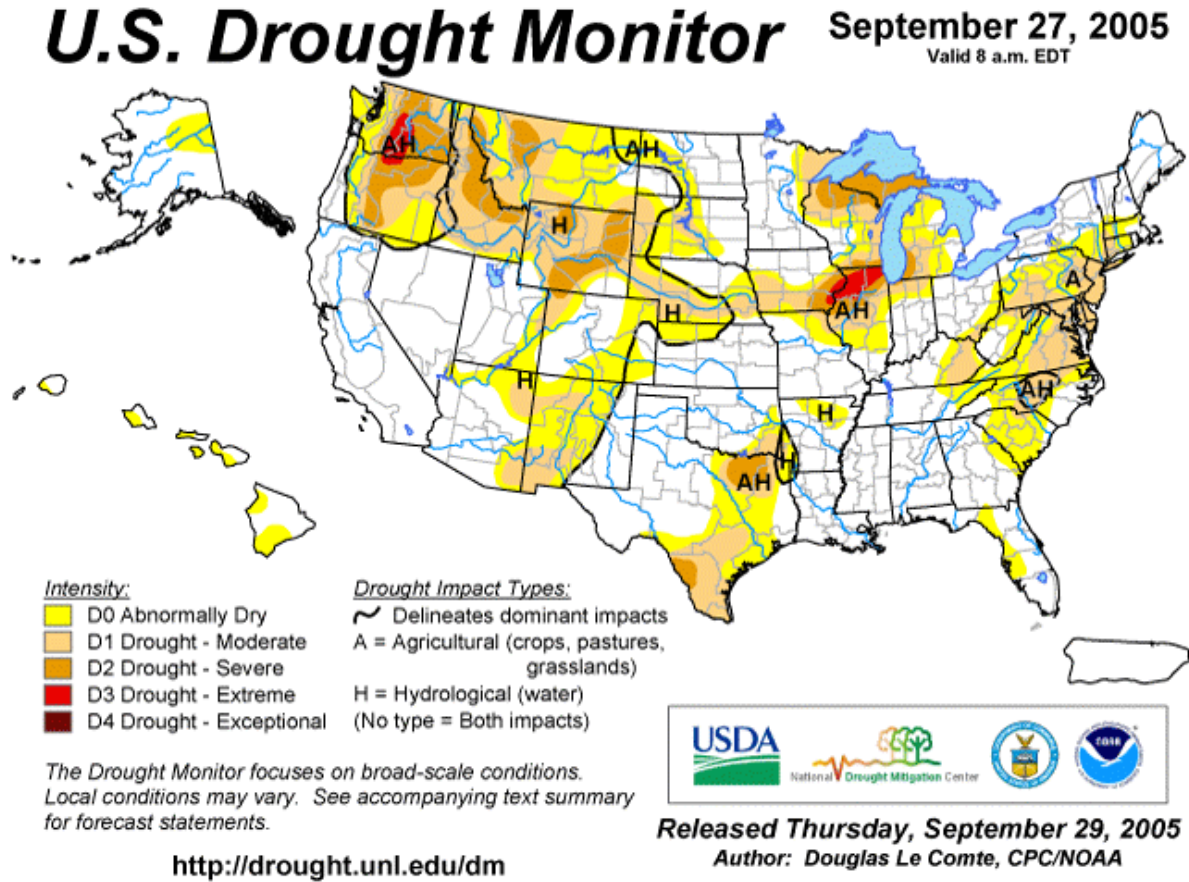 U.S. Drought Monitor
September 27, 2005
Valid 8 a.m. EDT
AH
AH
H
A
H
AH
H
AH
H
H
AH
Intensity:
D0 Abnormally Dry
D1 Drought - Moderate
D2 Drought - Severe
D3 Drought - Extreme
D4 Drought - Exceptional
Drought Impact Types:
Delineates dominant impacts
A = Agricultural (crops, pastures,
grasslands)
H = Hydrological (water)
(No type = Both impacts)
The Drought Monitor focuses on broad-scale conditions.
Local conditions may vary. See accompanying text summary
for forecast statements.
http://drought.unl.edu/dm
USDA
National Drought Mitigation Center
Released Thursday, September 29, 2005
Author: Douglas Le Comte, CPC/NOAA